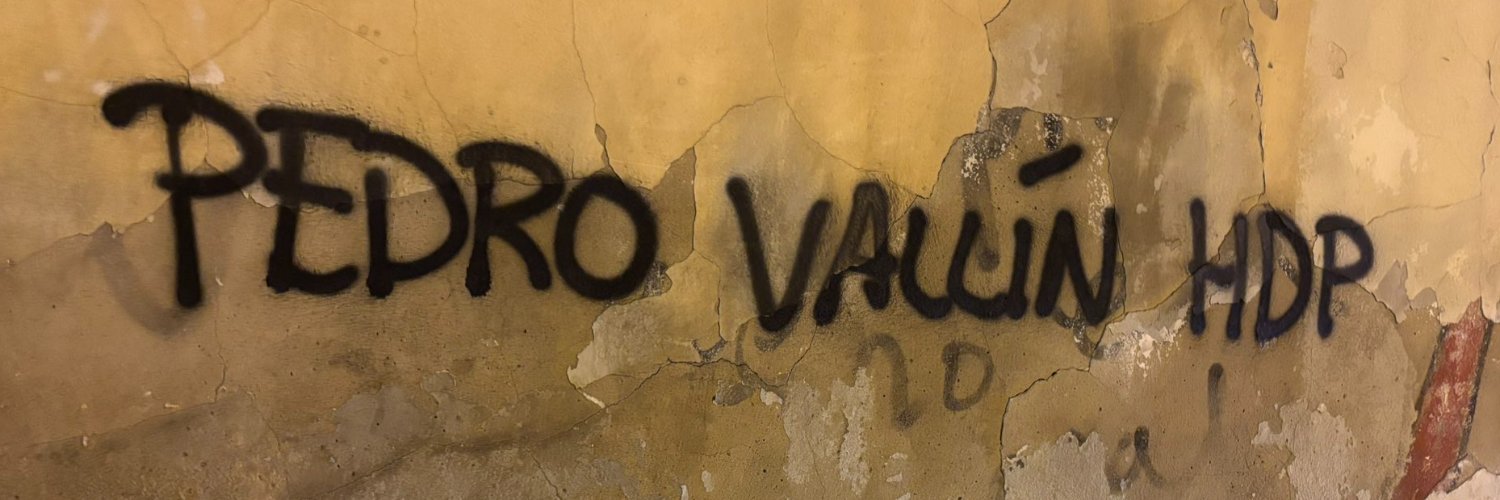 PEDRO VALLÍN HDP